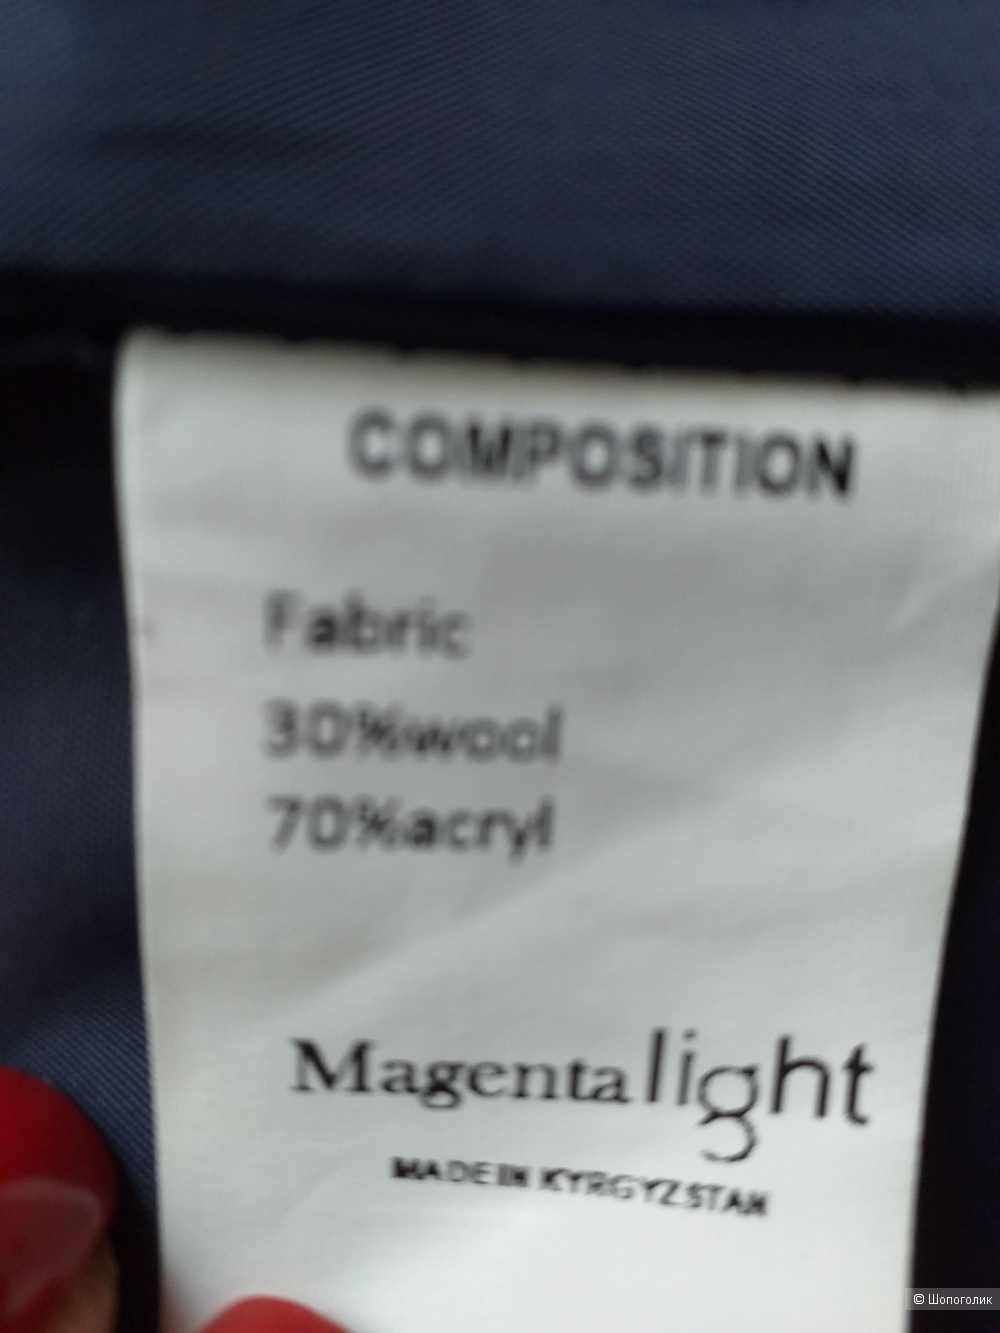 COMPOSITION
Fabric
30%wool
70%acryl
Magentalight
MADE IN KYRGYZSTAN
© Шопоголик